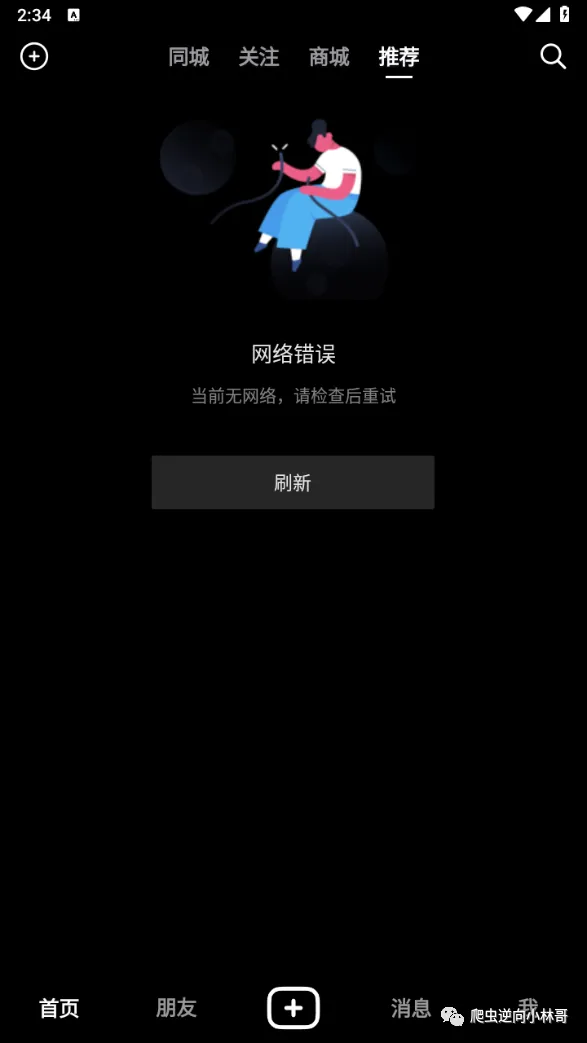 2:34
同城 关注 商城 推荐
网络错误
当前无网络，请检查后重试
刷新
首页 朋友 消息 我
爬虫逆向小林哥